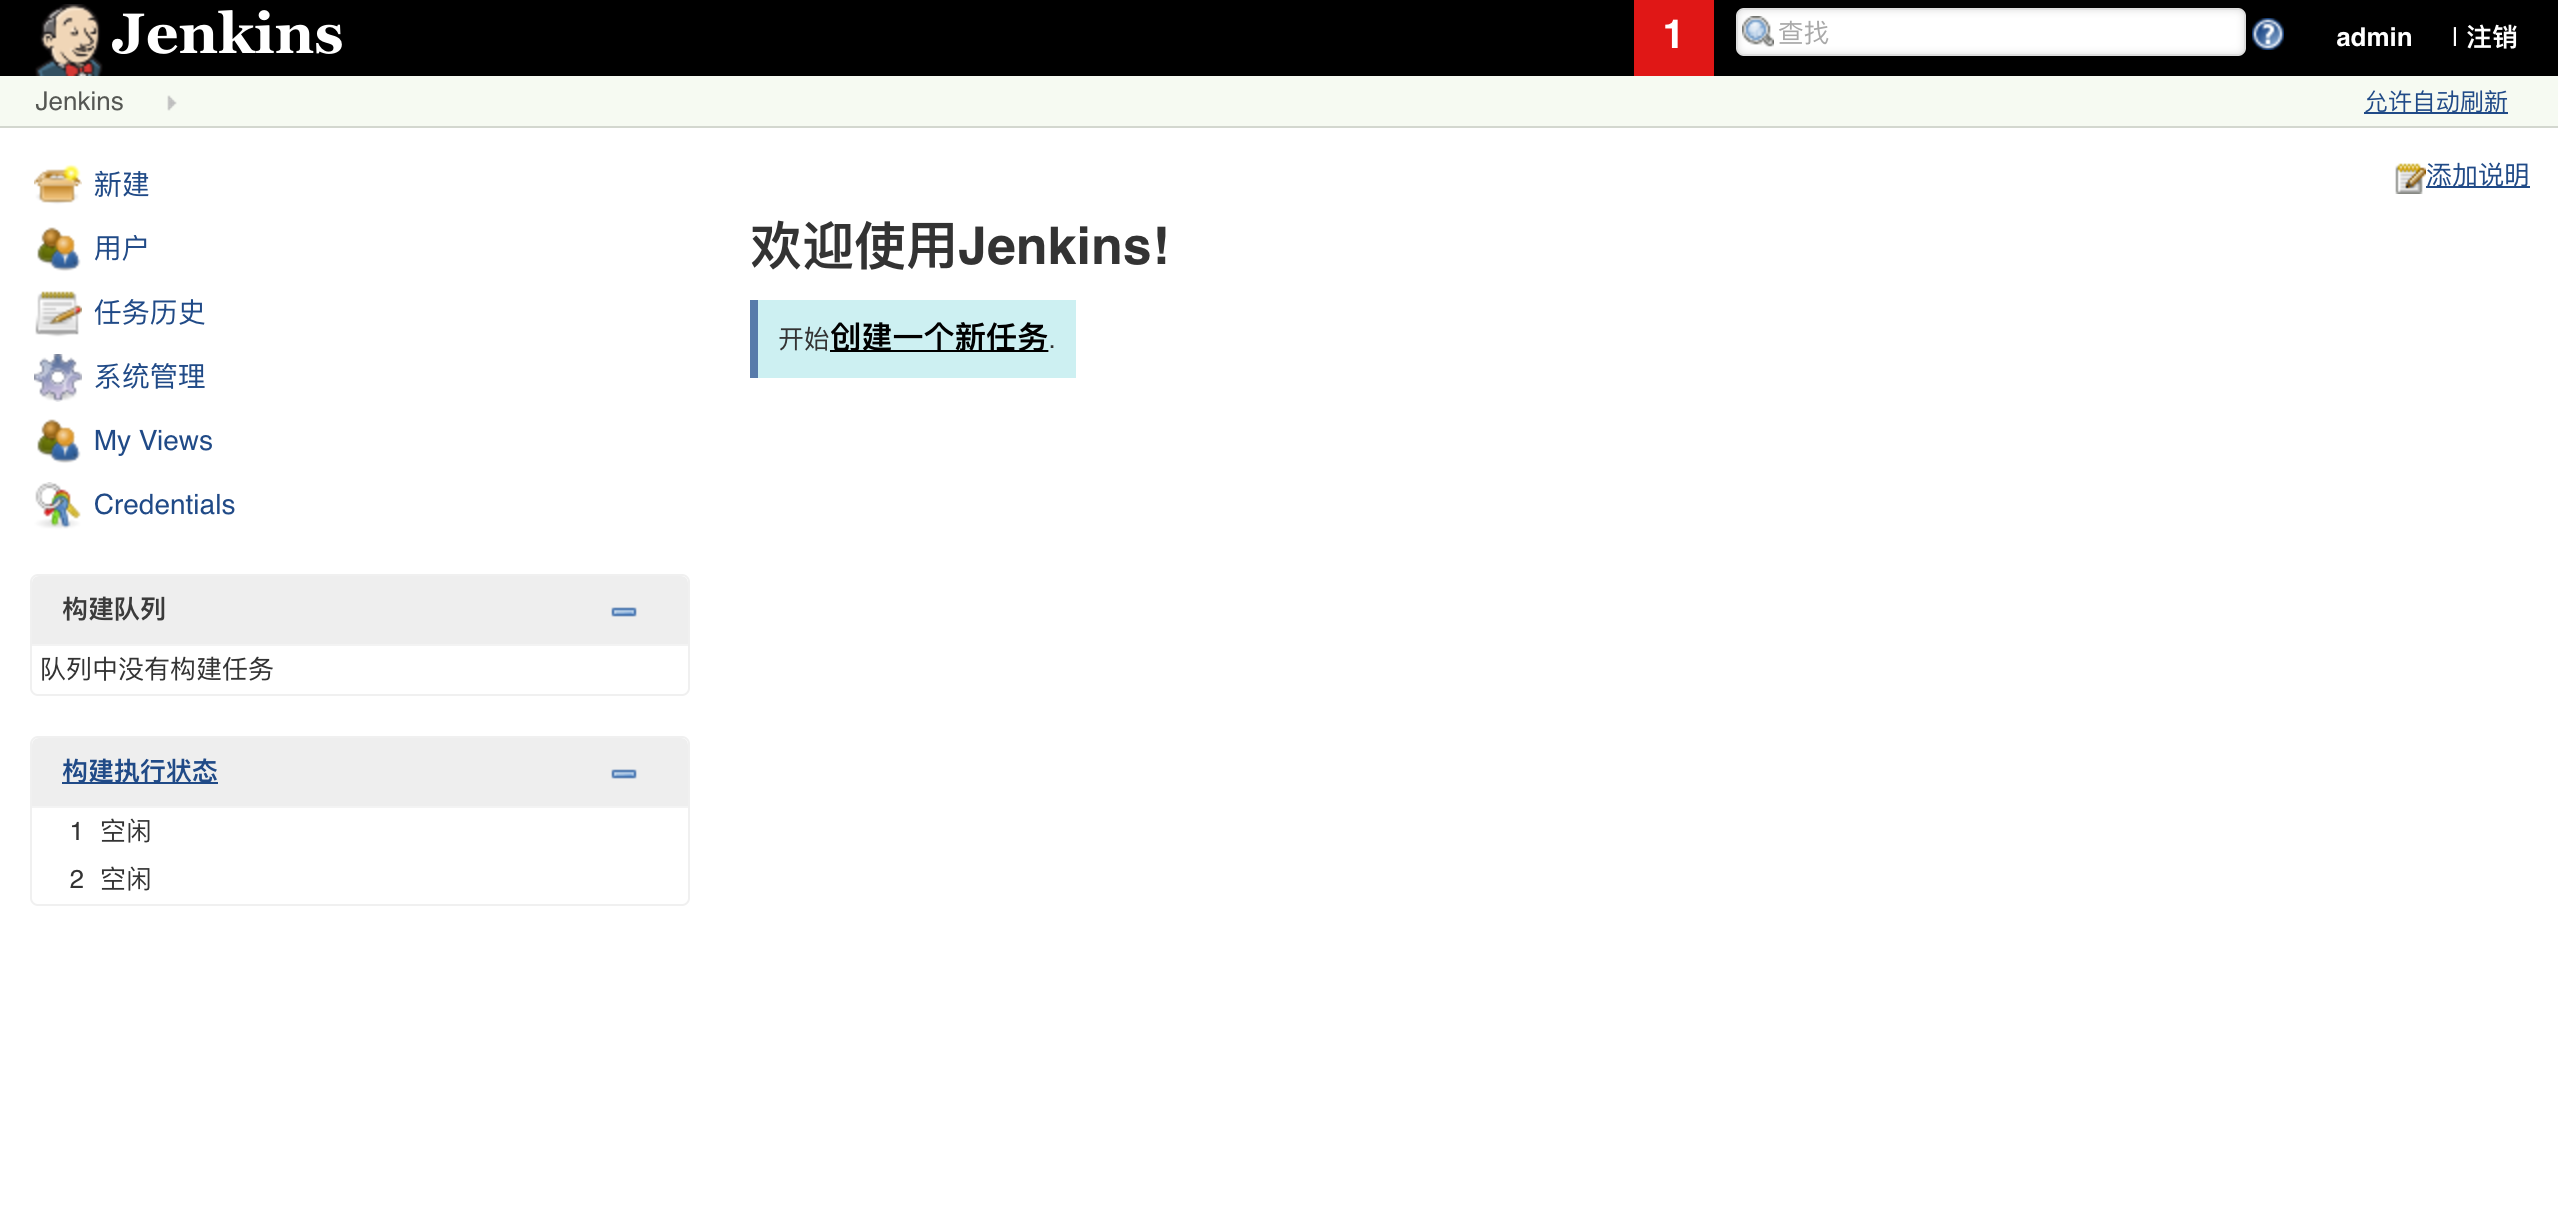 Jenkins
1
查找
admin
| 注销
Jenkins
允许自动刷新
新建
用户
任务历史
系统管理
My Views
Credentials
构建队列
队列中没有构建任务
构建执行状态
1 空闲
2 空闲
添加说明
欢迎使用Jenkins!
开始创建一个新任务.